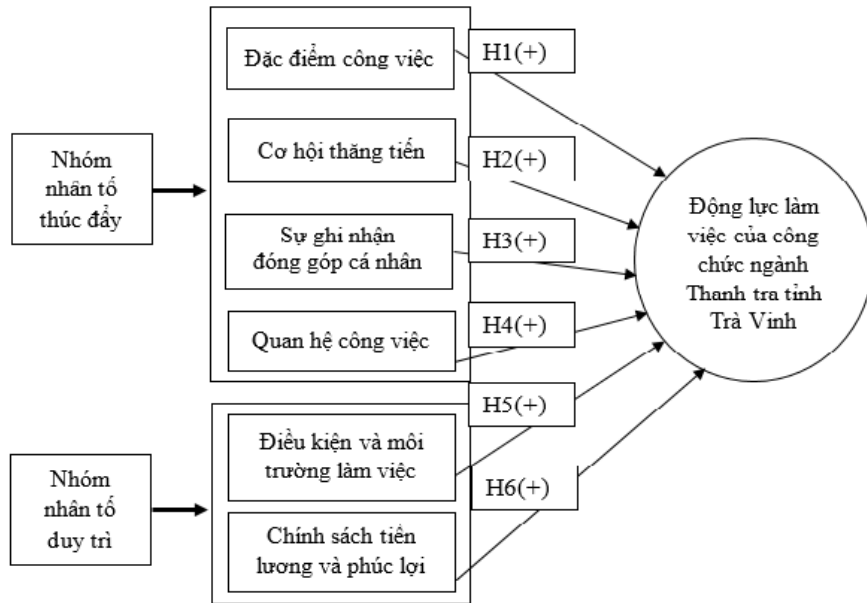 Nhóm
nhân tố
thúc đẩy
Đặc điểm công việc
H1(+)
Cơ hội thăng tiến
H2(+)
Sự ghi nhận
đóng góp cá nhân
H3(+)
Quan hệ công việc
H4(+)
Động lực làm
việc của công
chức ngành
Thanh tra tỉnh
Trà Vinh
Nhóm
nhân tố
duy trì
H5(+)
Điều kiện và môi
trường làm việc
H6(+)
Chính sách tiền
lương và phúc lợi